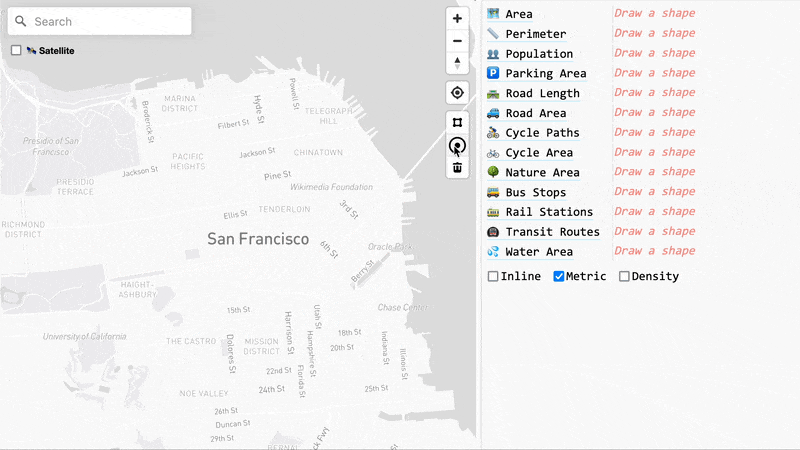 Search
Satellite
MARINA
DISTRICT
Broderick St
Hyde St
Powell St
TELEGRAPH
HILL
Filbert St
Presidio of San
Francisco
PACIFIC
HEIGHTS
Jackson St
CHINATOWN
Jackson St
Pine St
PRESIDIO
TERRACE
Wikimedia Foundation
TENDERLOIN
3rd St
Ellis St
RICHMOND
DISTRICT
San Francisco
6th St
Oracle Park
Berry St
HAIGHT-
ASHBURY
Chase Center
15th St
Utah St
Harrison St
University of California
THE CASTRO
Dolores St
MISSION
DISTRICT
Hampshire St
18th St
20th St
Indiana St
Illinois St
22nd St
Florida St
24th St
25th St
NOE VALLEY
26th St
Duncan St
29th St
BERNAL
ck Fwy
Area Draw a shape
Perimeter Draw a shape
Population Draw a shape
Parking Area Draw a shape
Road Length Draw a shape
Road Area Draw a shape
Cycle Paths Draw a shape
Cycle Area Draw a shape
Nature Area Draw a shape
Bus Stops Draw a shape
Rail Stations Draw a shape
Transit Routes Draw a shape
Water Area Draw a shape
Inline Metric Density